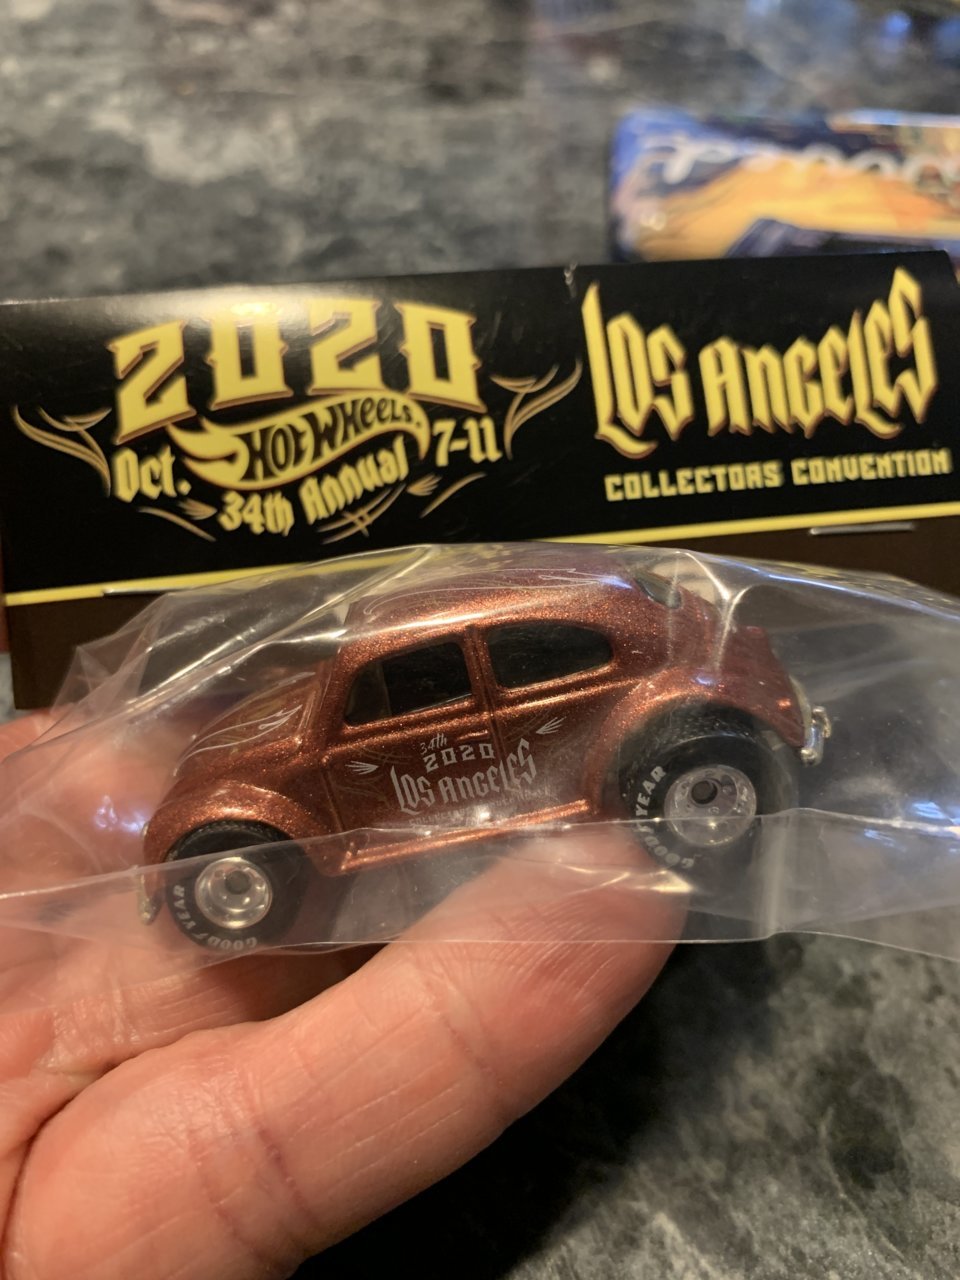 2020
HOT WHEELS
Oct. 7-11
34th Annual
LOS ANGELES
COLLECTORS CONVENTION
34th
2020
LOS ANGELES
GOODYEAR
GOODYEAR